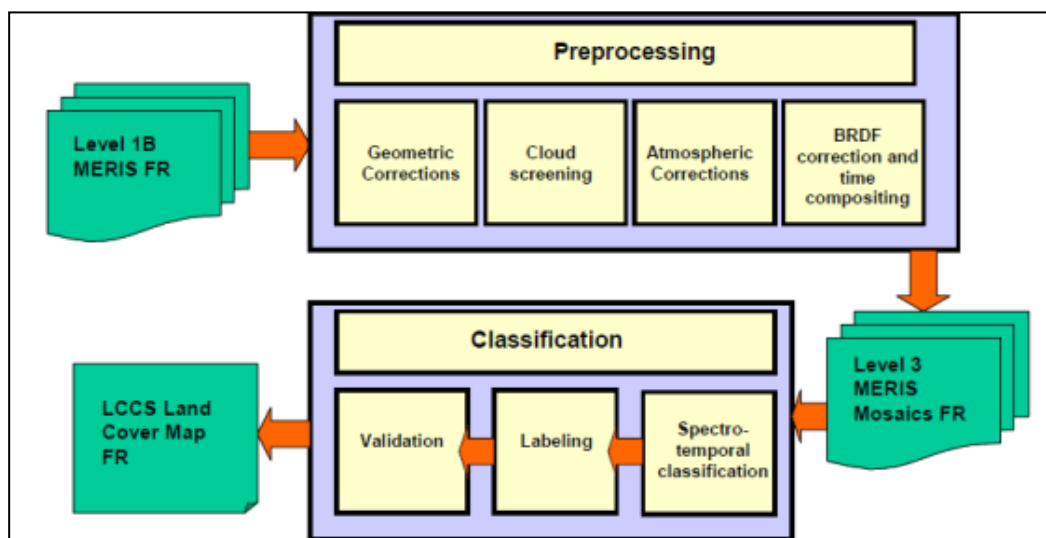 Preprocessing
Level 1B
MERIS FR
Geometric
Corrections
Cloud
screening
Atmospheric
Corrections
BRDF
correction and
time
compositing
Level 3
MERIS
Mosaics FR
Classification
Spectro-
temporal
classification
Labeling
Validation
LCCS Land
Cover Map
FR